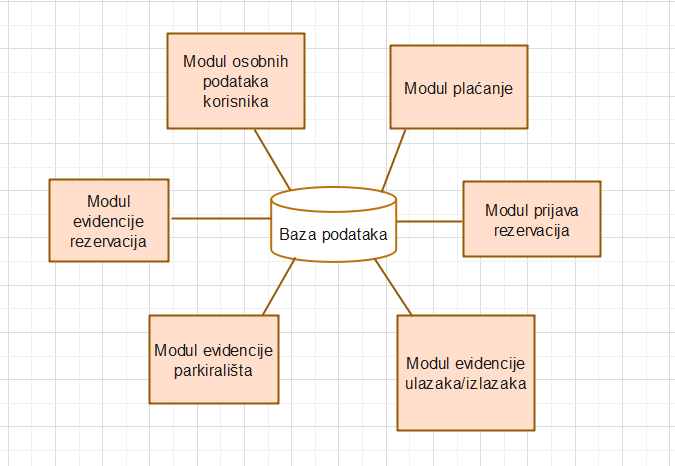 Modul osobnih
podataka
korisnika
Modul plaćanje
Modul
evidencije
rezervacija
Baza podataka
Modul prijava
rezervacija
Modul evidencije
parkirališta
Modul evidencije
ulazaka/izlazaka